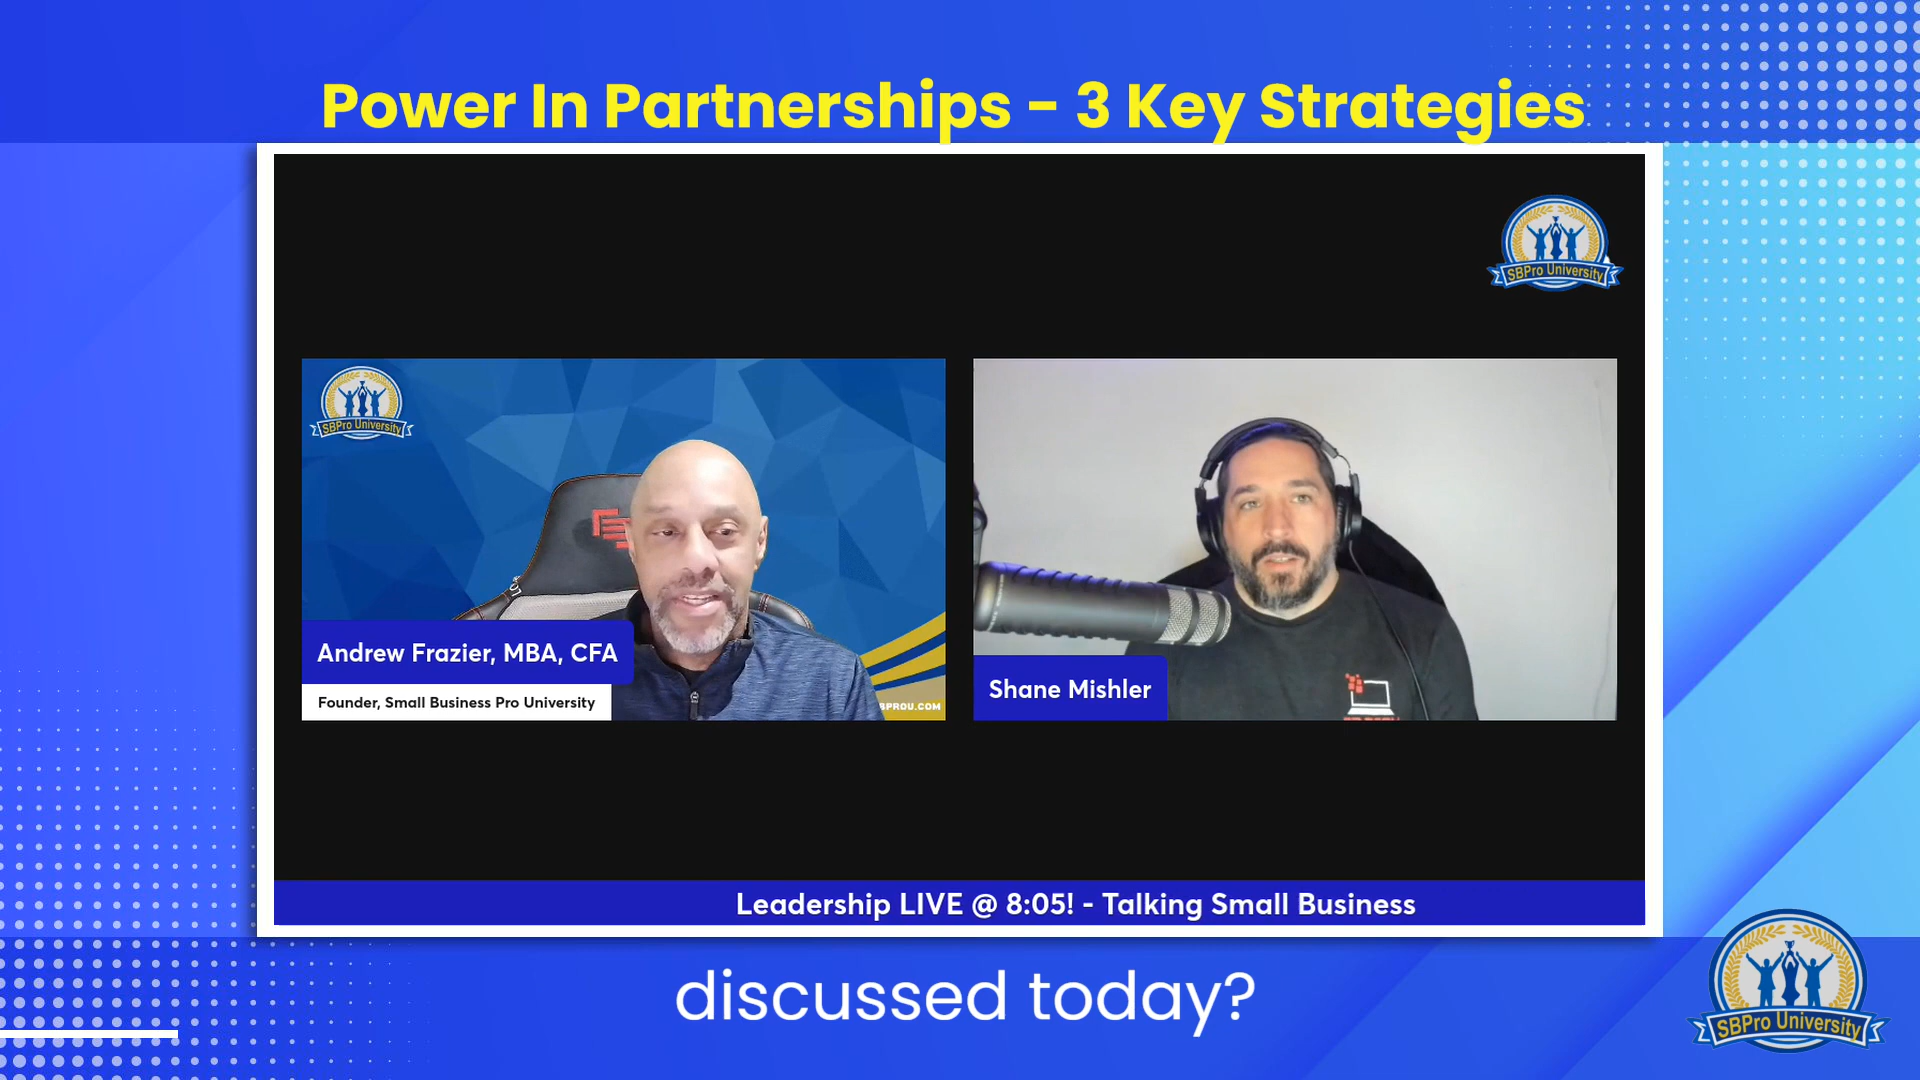 Power In Partnerships - 3 Key Strategies
SBPro University
SBPro University
Andrew Frazier, MBA, CFA
Founder, Small Business Pro University
BPROU.COM
Shane Mishler
Leadership LIVE @ 8:05! - Talking Small Business
discussed today?
SBPro University